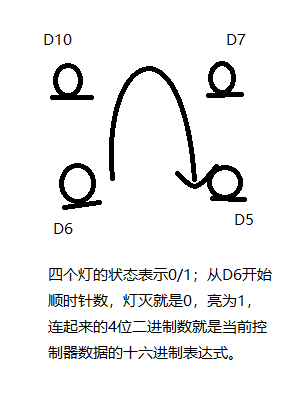 D10 D7
D6 D5
四个灯的状态表示0/1；从D6开始
顺时针数，灯灭就是0，亮为1，
连起来的4位二进制数就是当前控
制器数据的十六进制表达式。